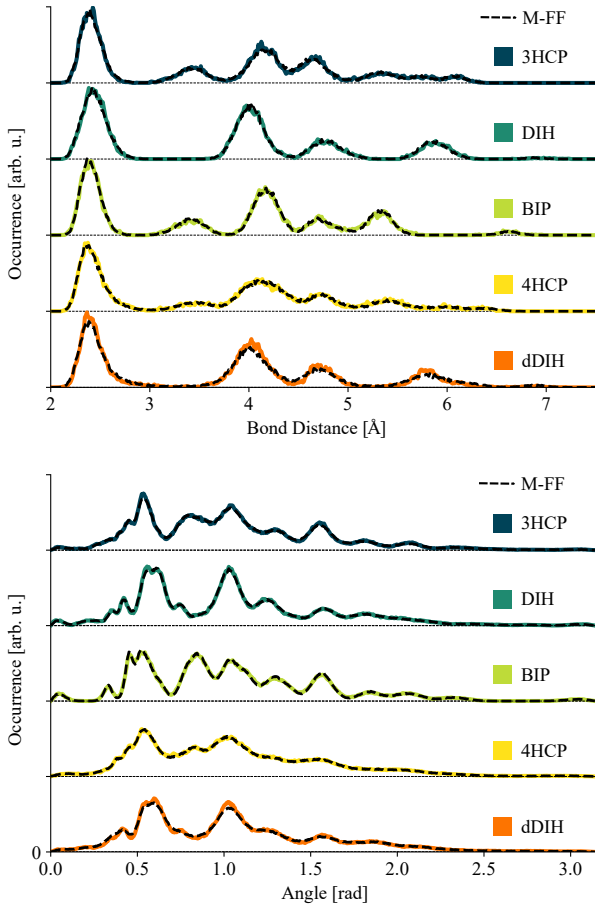 M-FF
3HCP
DIH
BIP
4HCP
dDIH
Occurrence [arb. u.]
2 3 4 5 6 7
Bond Distance [Å]
M-FF
3HCP
DIH
BIP
4HCP
dDIH
Occurrence [arb. u.]
0
0.0 0.5 1.0 1.5 2.0 2.5 3.0
Angle [rad]